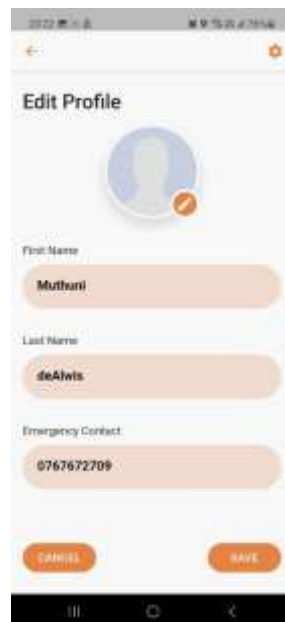 Edit Profile
First Name
Muthuni
Last Name
deAlwis
Emergency Contact
0767672709
CANCEL
SAVE